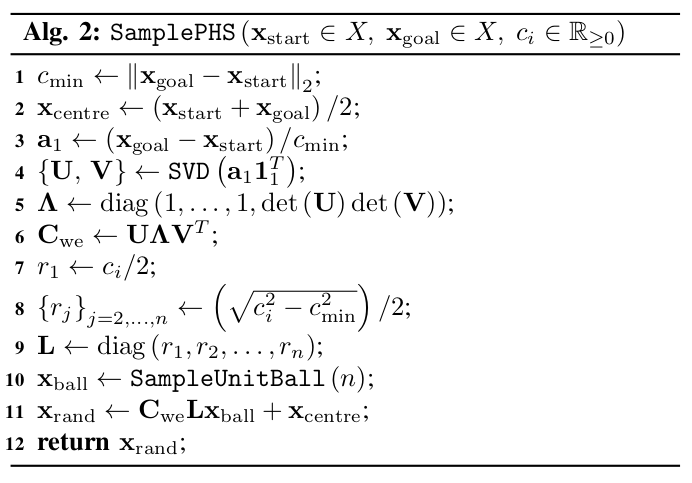 Alg. 2: SamplePHS (x_start ∈ X, x_goal ∈ X, c_i ∈ ℝ_≥0)
1 c_min ← ‖x_goal − x_start‖_2;
2 x_centre ← (x_start + x_goal) /2;
3 a_1 ← (x_goal − x_start)/c_min;
4 {U, V} ← SVD (a_1 1_1^T);
5 Λ ← diag (1, . . . , 1, det (U) det (V));
6 C_we ← UΛV^T;
7 r_1 ← c_i/2;
8 {r_j}_{j=2,...,n} ← (√(c_i^2 − c_min^2)) /2;
9 L ← diag (r_1, r_2, . . . , r_n);
10 x_ball ← SampleUnitBall (n);
11 x_rand ← C_we L x_ball + x_centre;
12 return x_rand;